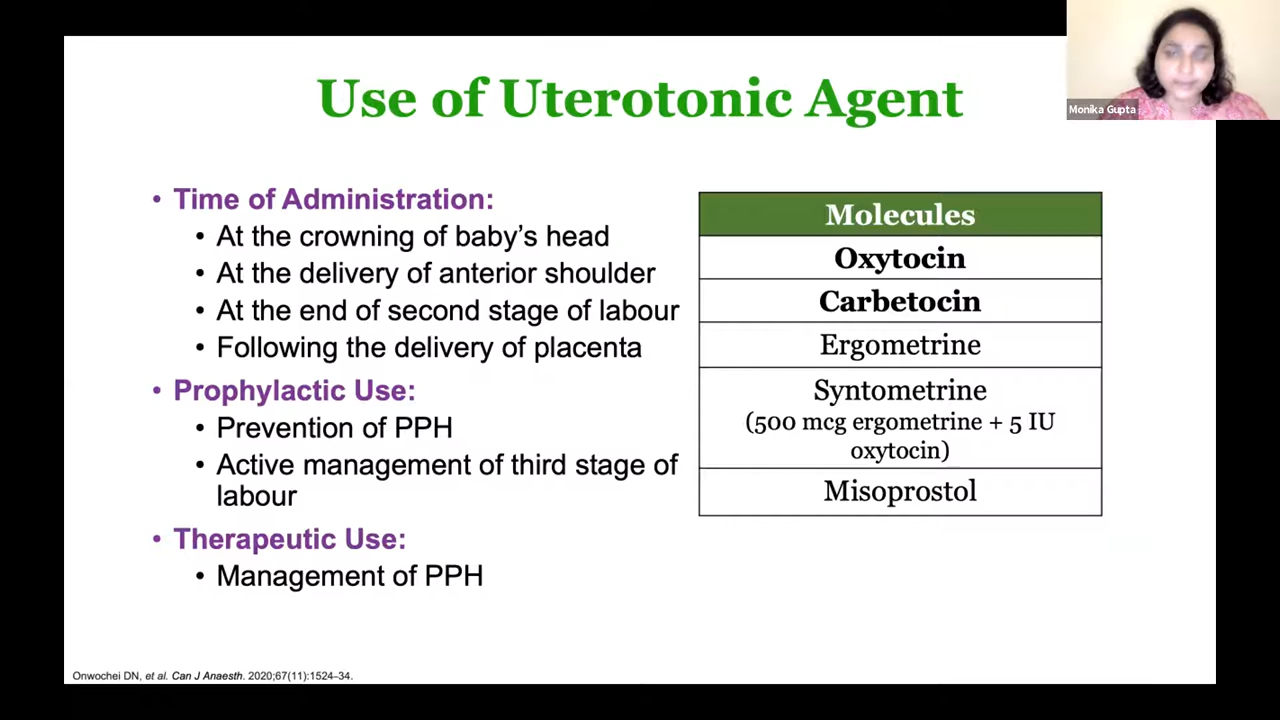 Use of Uterotonic Agent
Monika Gupta
• Time of Administration:
• At the crowning of baby’s head
• At the delivery of anterior shoulder
• At the end of second stage of labour
• Following the delivery of placenta
• Prophylactic Use:
• Prevention of PPH
• Active management of third stage of
labour
• Therapeutic Use:
• Management of PPH
Molecules
Oxytocin
Carbetocin
Ergometrine
Syntometrine
(500 mcg ergometrine + 5 IU
oxytocin)
Misoprostol
Onwochei DN, et al. Can J Anaesth. 2020;67(11):1524–34.